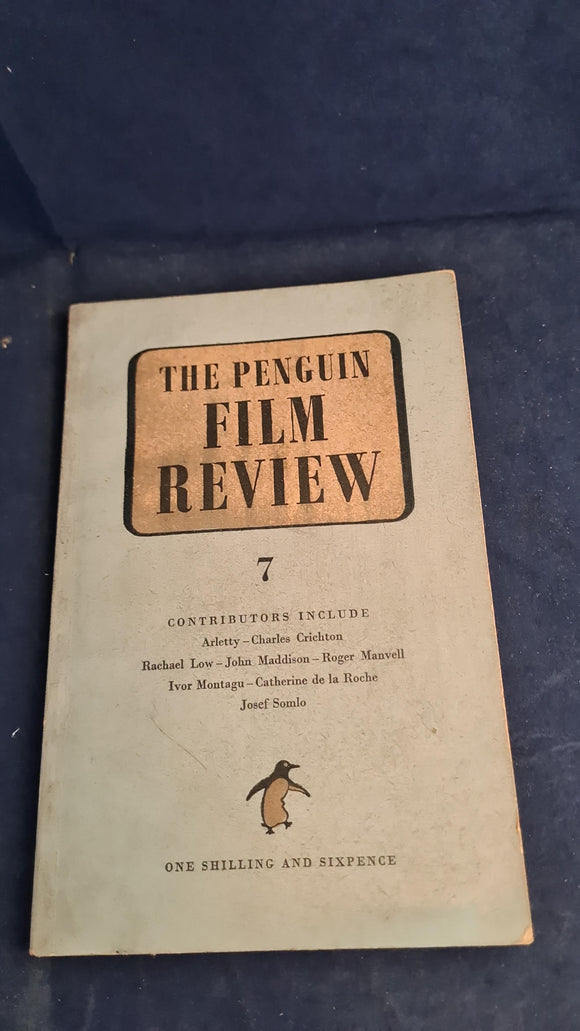 THE PENGUIN
FILM
REVIEW
7
CONTRIBUTORS INCLUDE
Arletty – Charles Crichton
Rachael Low – John Maddison – Roger Manvell
Ivor Montagu – Catherine de la Roche
Josef Somlo
ONE SHILLING AND SIXPENCE